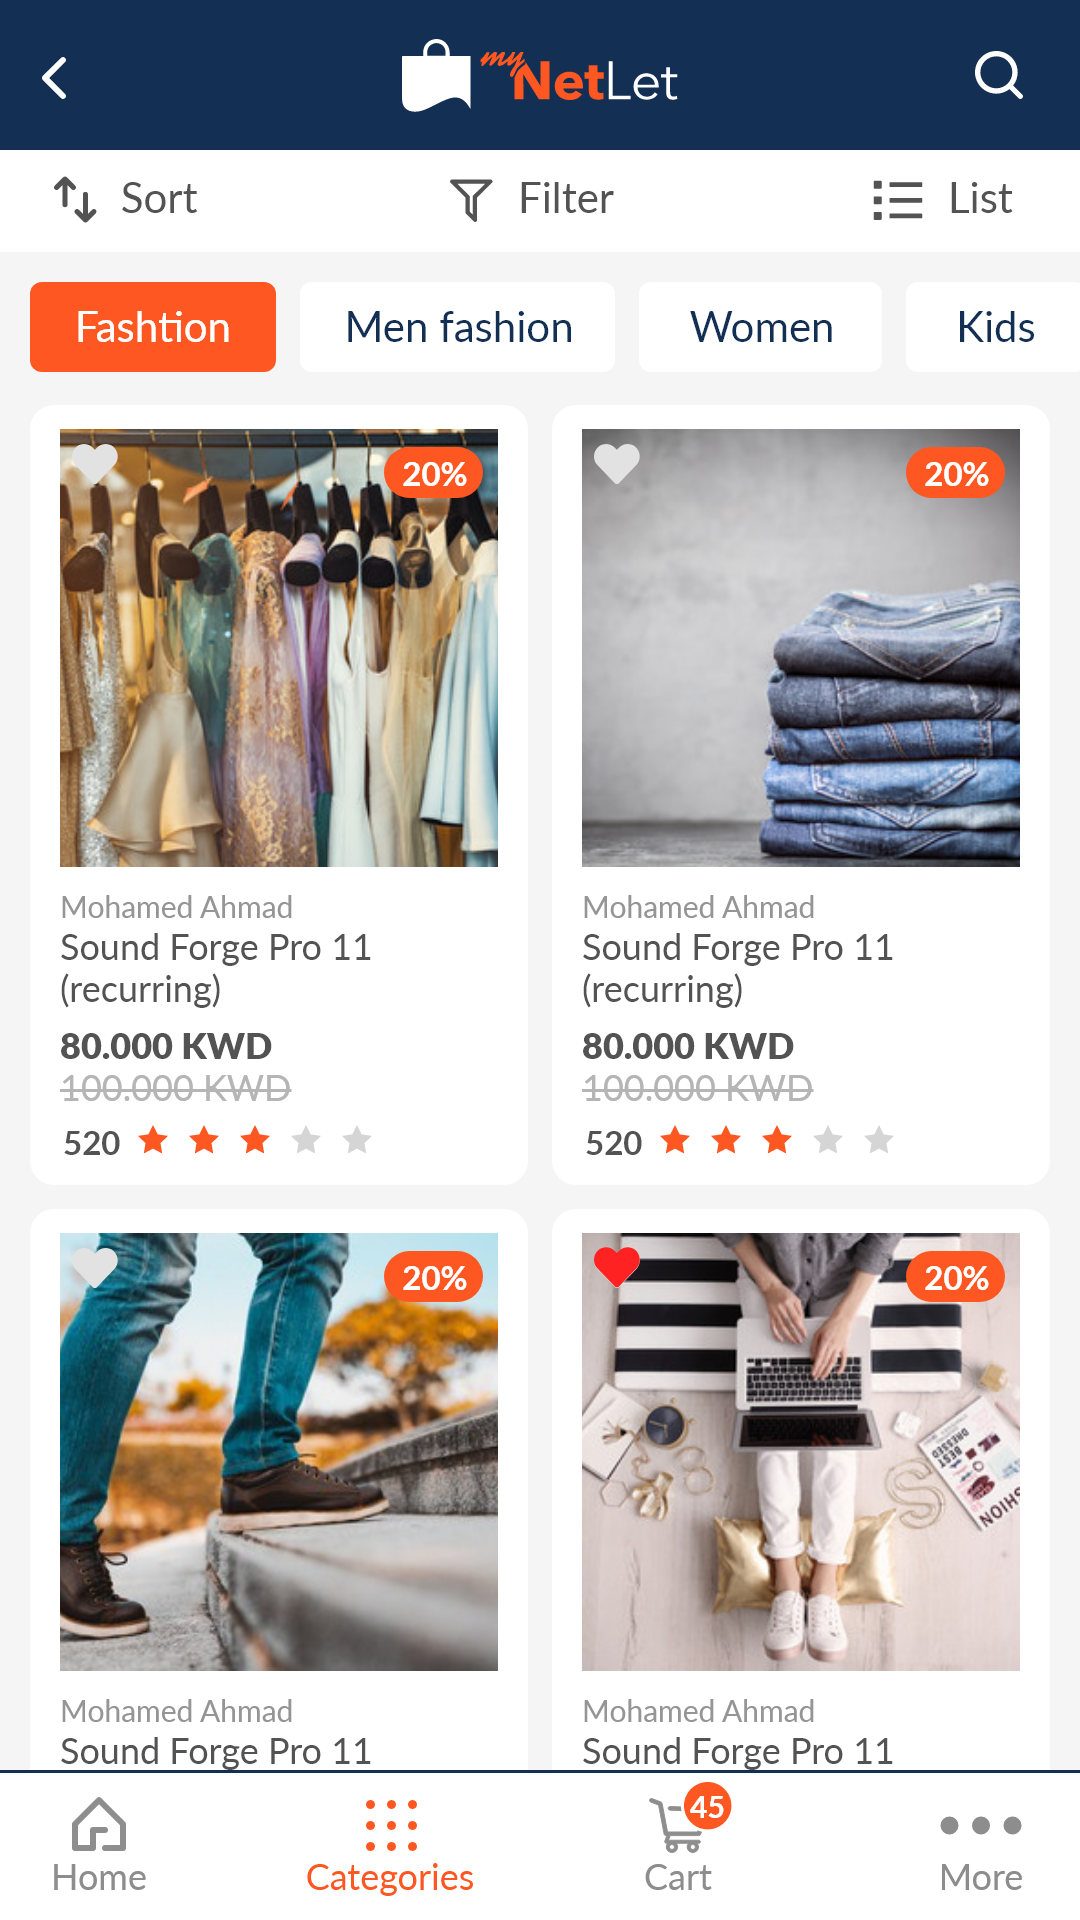 my NetLet
Sort Filter List
Fashtion Men fashion Women Kids
20% 20%
Mohamed Ahmad
Sound Forge Pro 11
(recurring)
80.000 KWD
100.000 KWD
520
Mohamed Ahmad
Sound Forge Pro 11
(recurring)
80.000 KWD
100.000 KWD
520
20% 20%
BEST
DRESSED
Mohamed Ahmad
Sound Forge Pro 11
Mohamed Ahmad
Sound Forge Pro 11
45
Home Categories Cart More